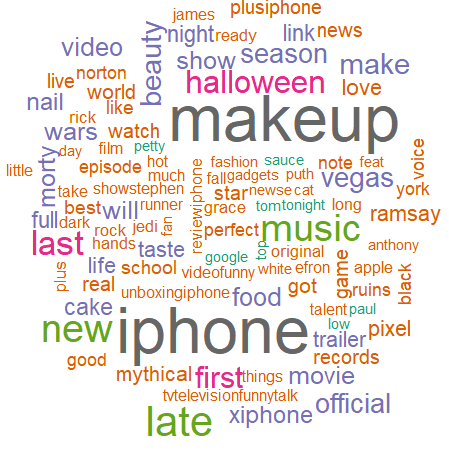 james
plusiphone
night
ready
link
news
video
beauty
show
season
make
live
norton
halloween
love
nail
world
rick
like
makeup
wars
watch
day
film
petty
morty
little
episode
hot
much
fashion
sauce
note
feat
voice
take
showstephen
fall
gadgets
puth
vegas
york
full
best
dark
will
runner
reviewiphone
star
newse
cat
tomtonight
long
ramsay
rock
jedi
fan
grace
perfect
music
last
hands
taste
google
top
original
anthony
plus
life
school
videofunny
white
efron
game
apple
black
real
unboxingiphone
food
got
ruins
cake
new
iphone
talent
paul
low
pixel
good
trailer
records
mythical
first
things
movie
tvtelevisionfunnytalk
late
xiphone
official